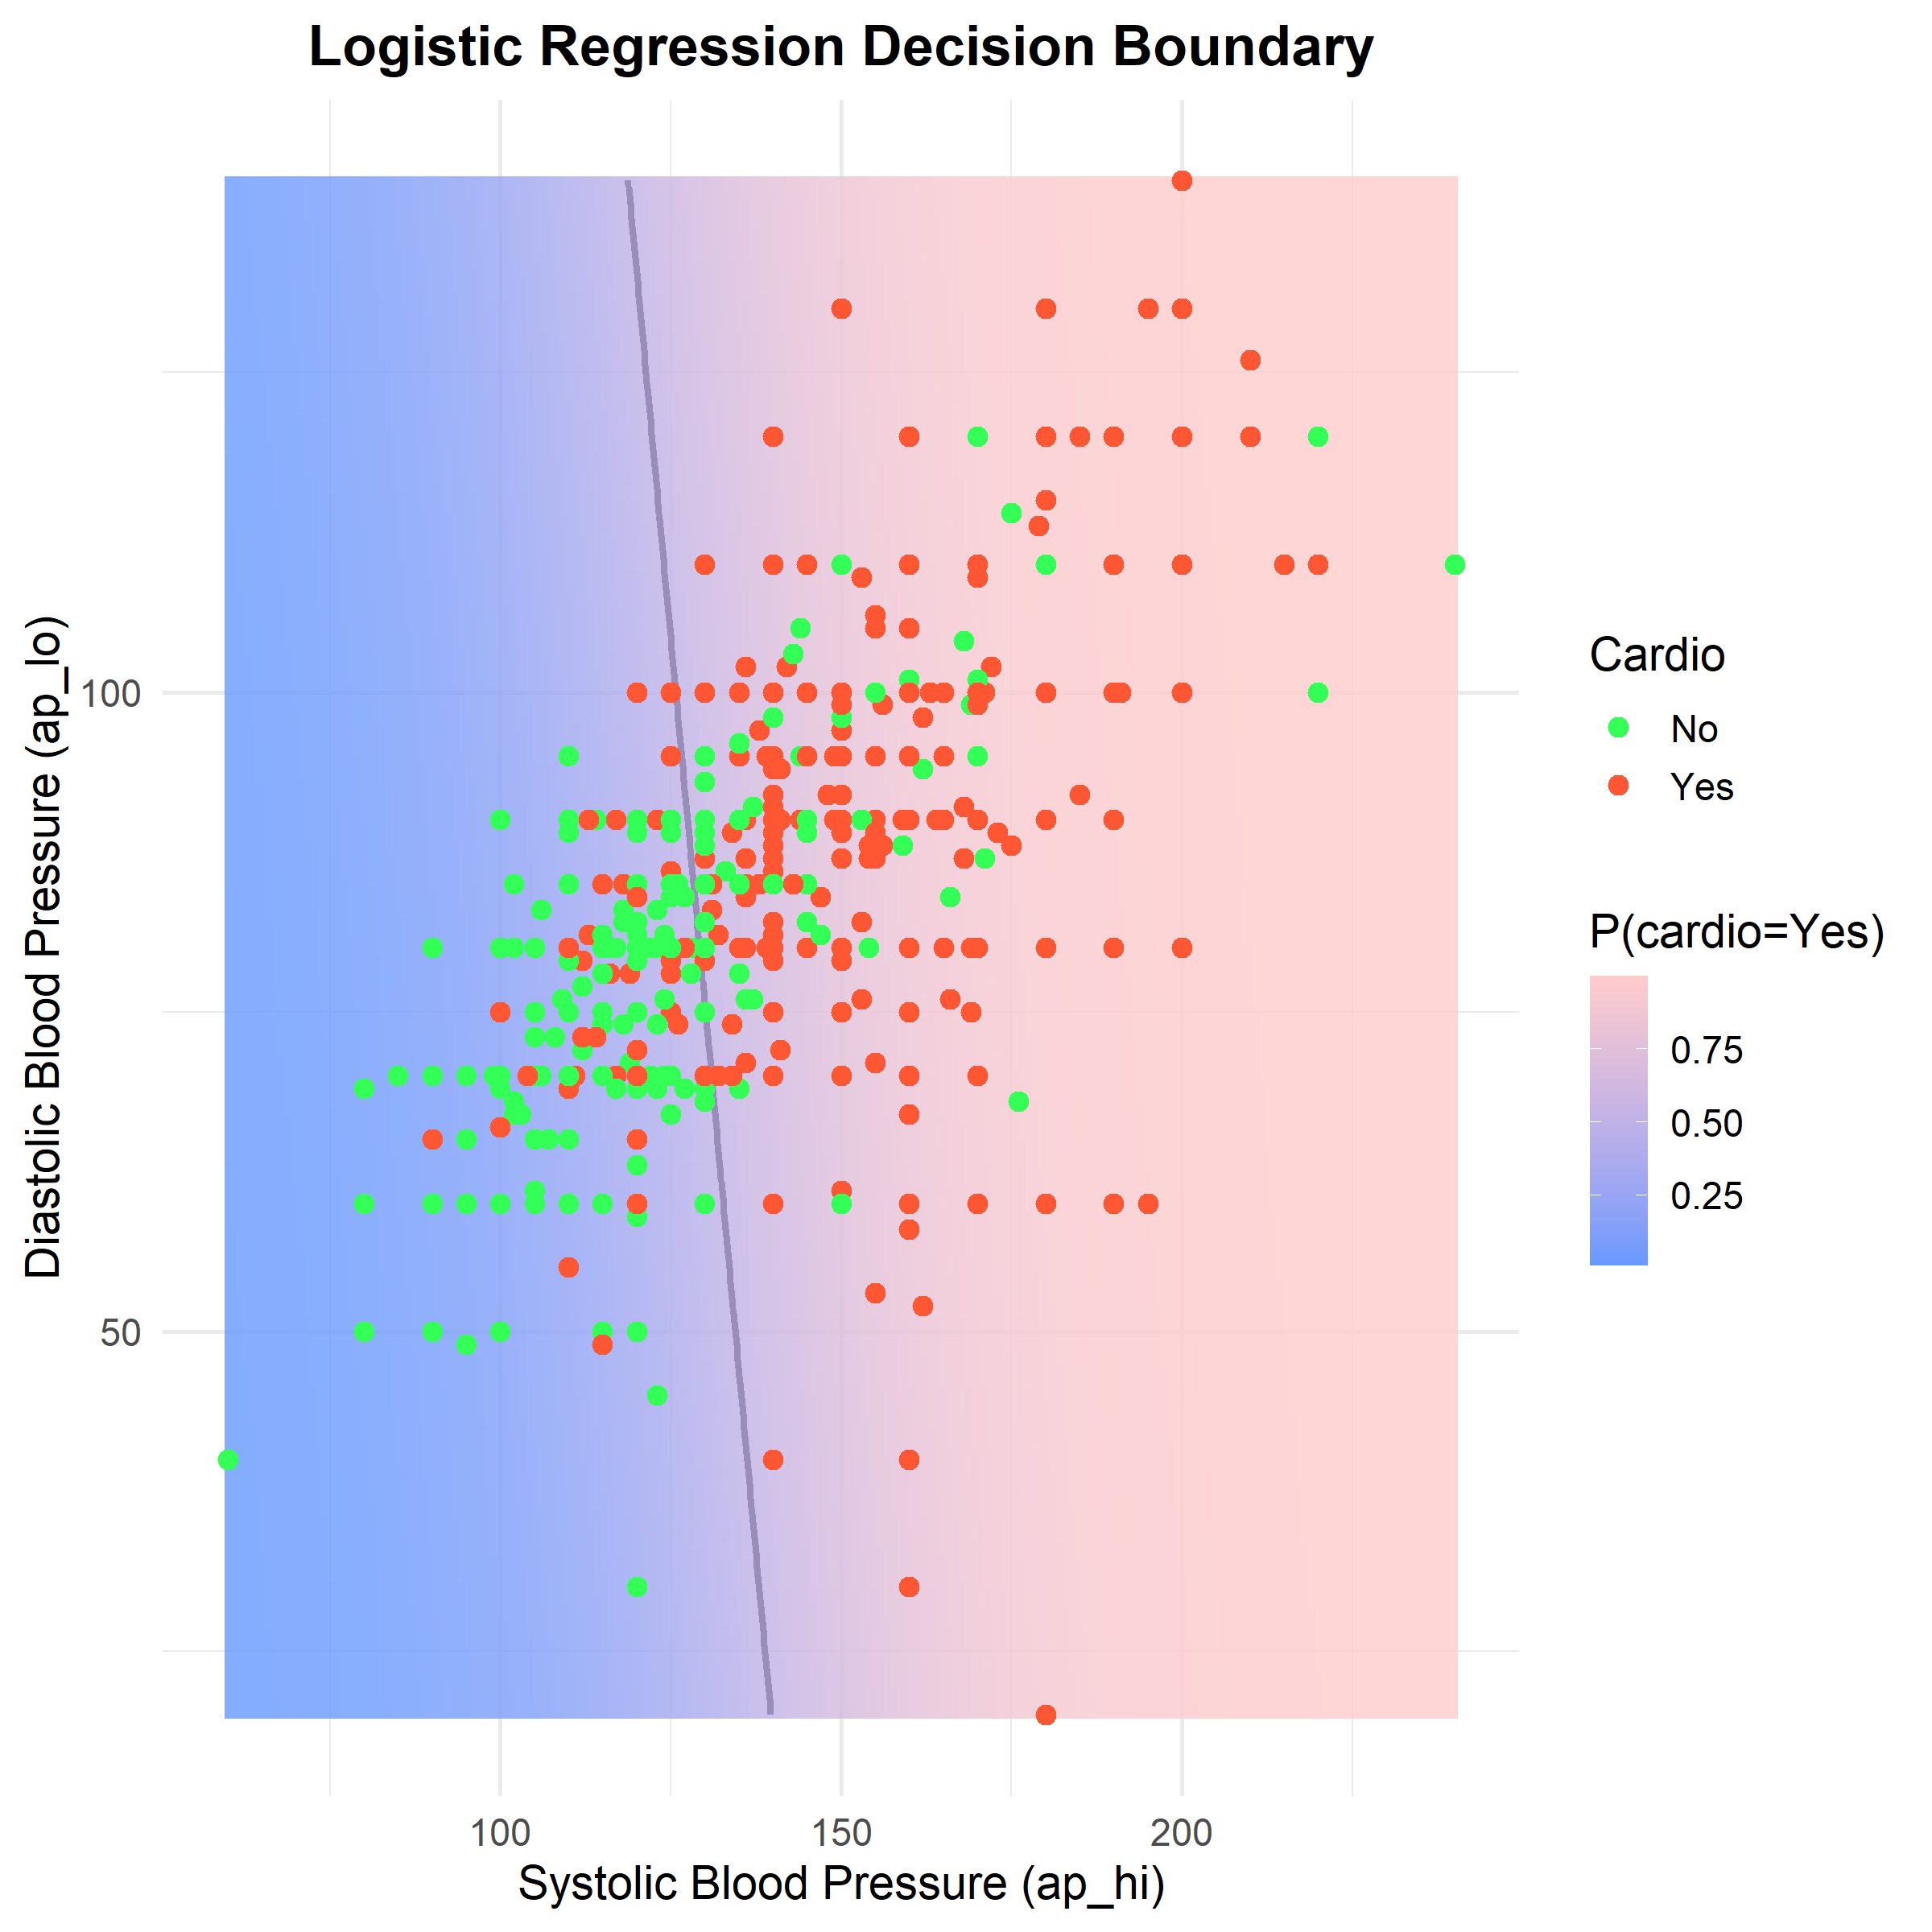 Logistic Regression Decision Boundary
Diastolic Blood Pressure (ap_lo)
100
50
100
150
200
Systolic Blood Pressure (ap_hi)
Cardio
No
Yes
P(cardio=Yes)
0.75
0.50
0.25